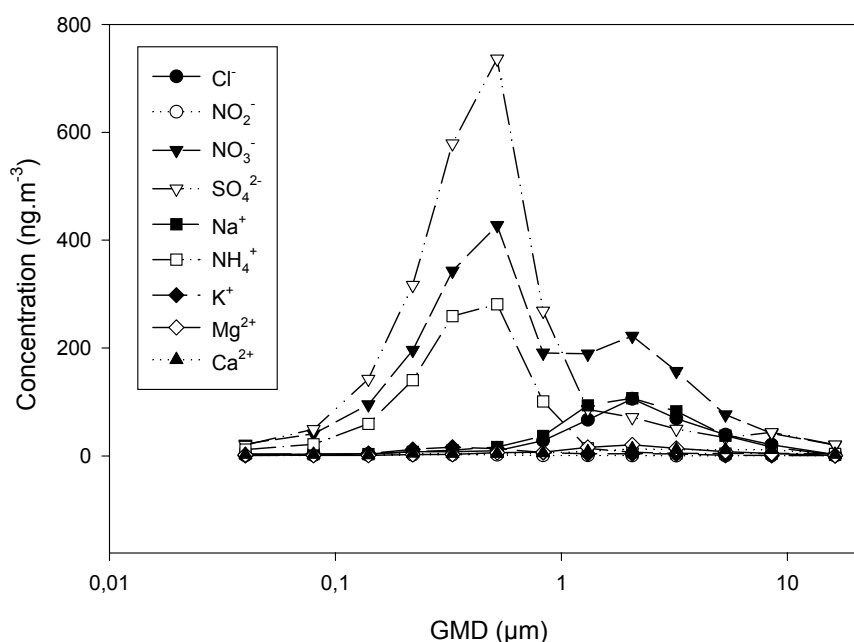 800
600
400
200
0
Concentration (ng.m⁻³)
Cl⁻
NO₂⁻
NO₃⁻
SO₄²⁻
Na⁺
NH₄⁺
K⁺
Mg²⁺
Ca²⁺
0,01 0,1 1 10
GMD (µm)